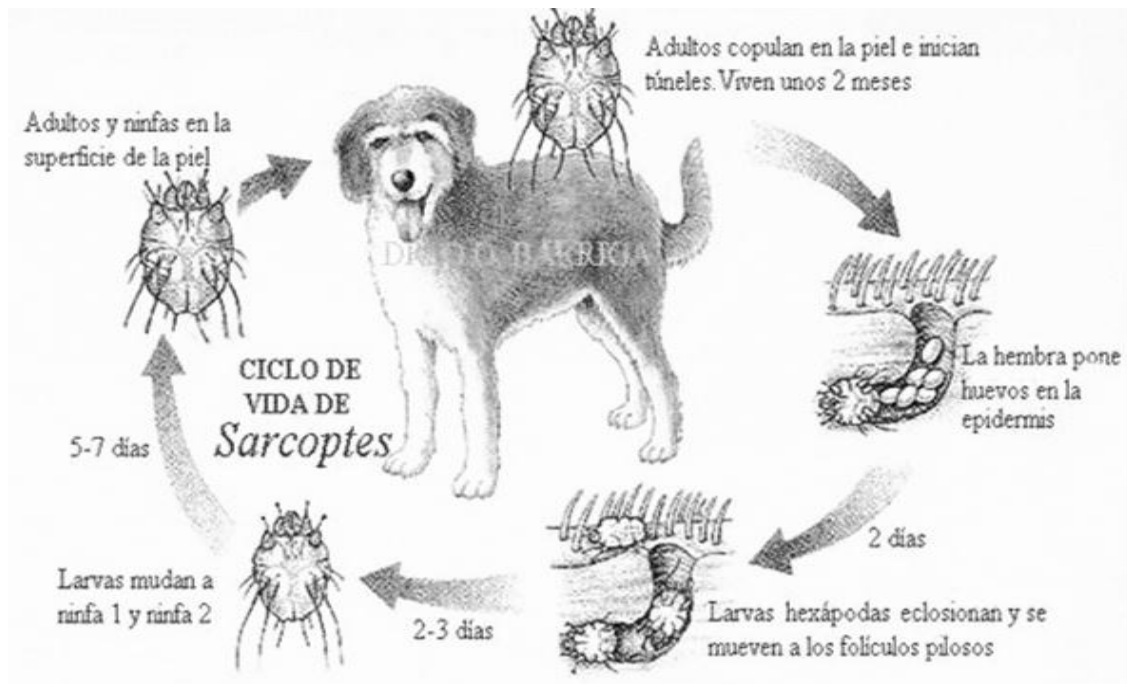 Adultos copulan en la piel e inician
túneles. Viven unos 2 meses
Adultos y ninfas en la
superficie de la piel
La hembra pone
huevos en la
epidermis
2 días
Larvas hexápodas eclosionan y se
mueven a los folículos pilosos
2-3 días
Larvas mudan a
ninfa 1 y ninfa 2
5-7 días
CICLO DE
VIDA DE
Sarcoptes